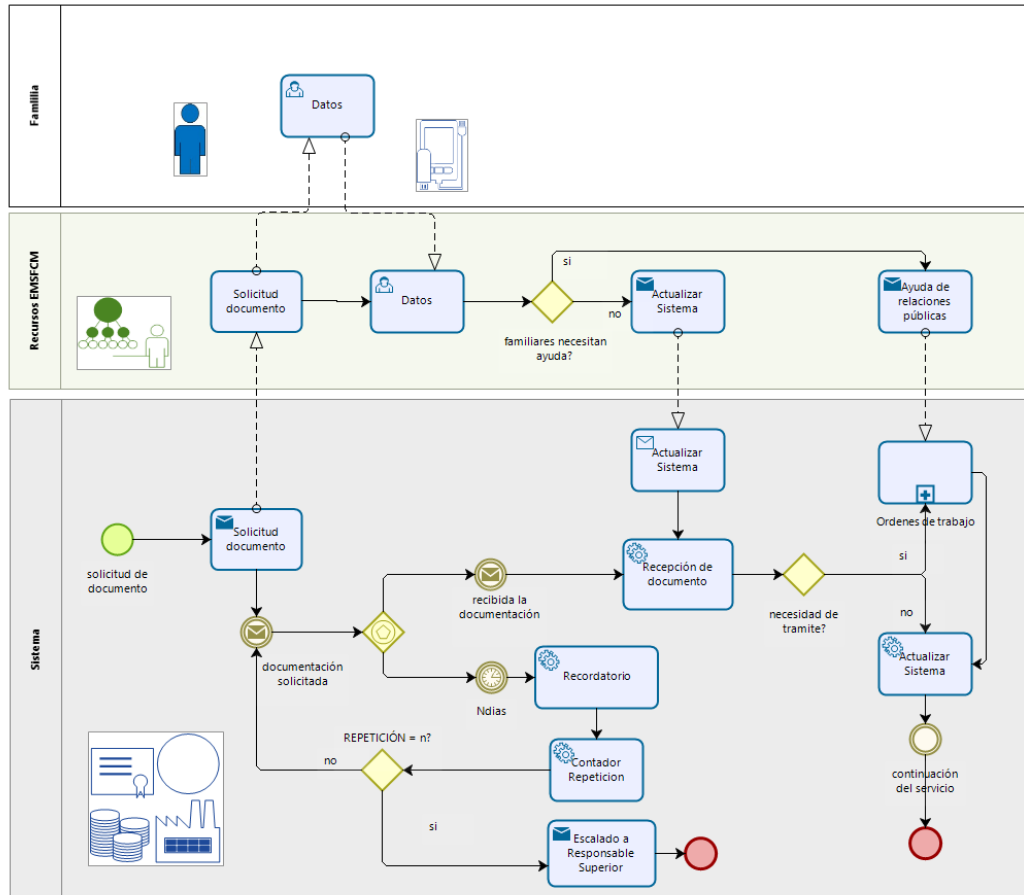 Familia
Datos
Recursos EMSFCM
Solicitud
documento
Datos
si
familiares necesitan
ayuda?
no
Actualizar
Sistema
Ayuda de
relaciones
públicas
Sistema
solicitud de
documento
Solicitud
documento
documentación
solicitada
recibida la
documentación
Ndias
Actualizar
Sistema
Recepción de
documento
necesidad de
tramite?
Ordenes de trabajo
si
no
Actualizar
Sistema
continuación
del servicio
Recordatorio
Contador
Repeticion
REPETICIÓN = n?
no
si
Escalado a
Responsable
Superior